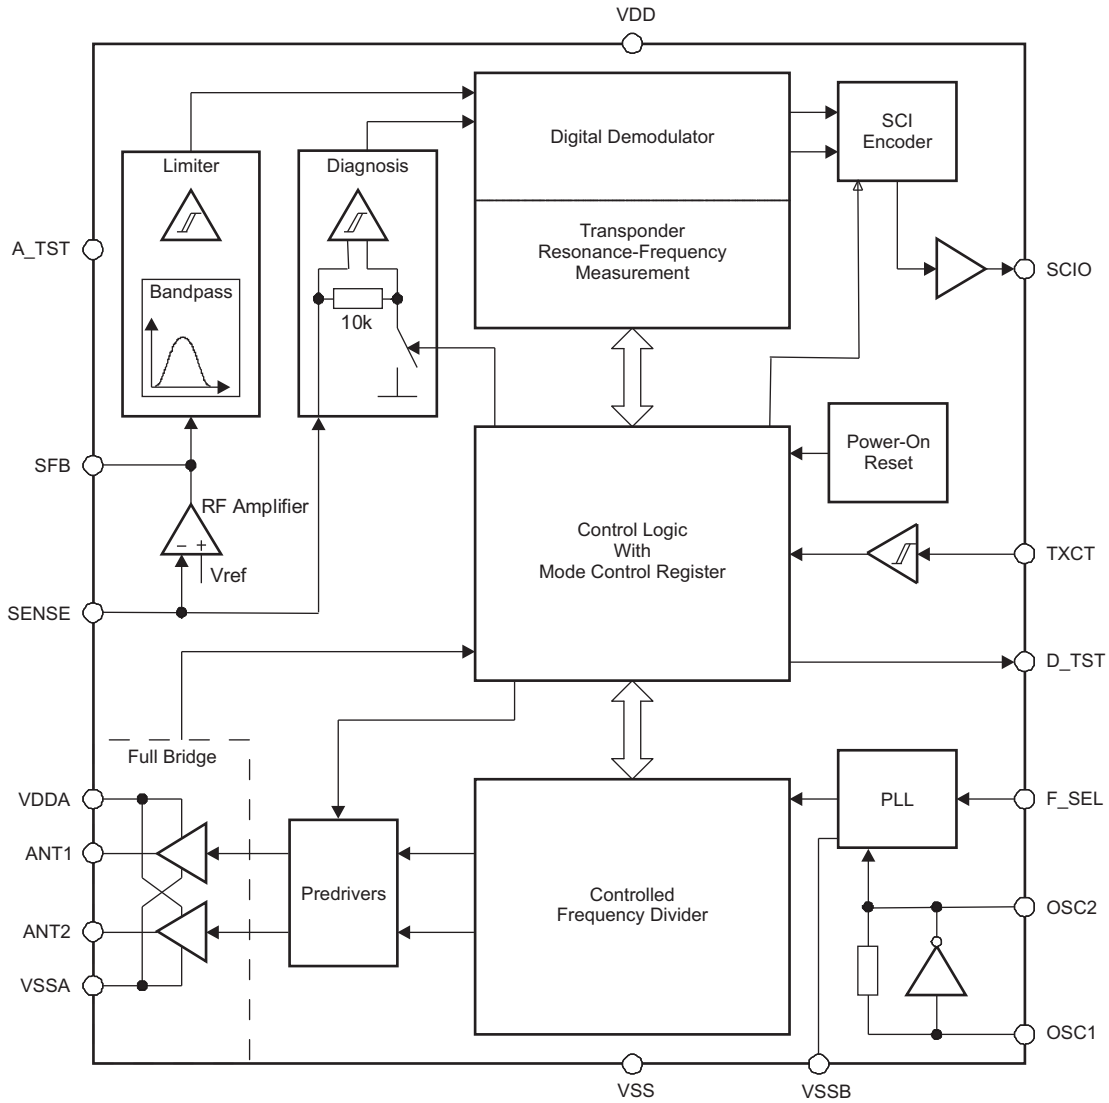 VDD
Limiter
Diagnosis
Digital Demodulator
SCI
Encoder
A_TST
Transponder
Resonance-Frequency
Measurement
SCIO
Bandpass
10k
Power-On
Reset
SFB
RF Amplifier
− +
Vref
Control Logic
With
Mode Control Register
TXCT
SENSE
D_TST
Full Bridge
VDDA
PLL
F_SEL
ANT1
Predrivers
Controlled
Frequency Divider
OSC2
ANT2
VSSA
OSC1
VSS
VSSB